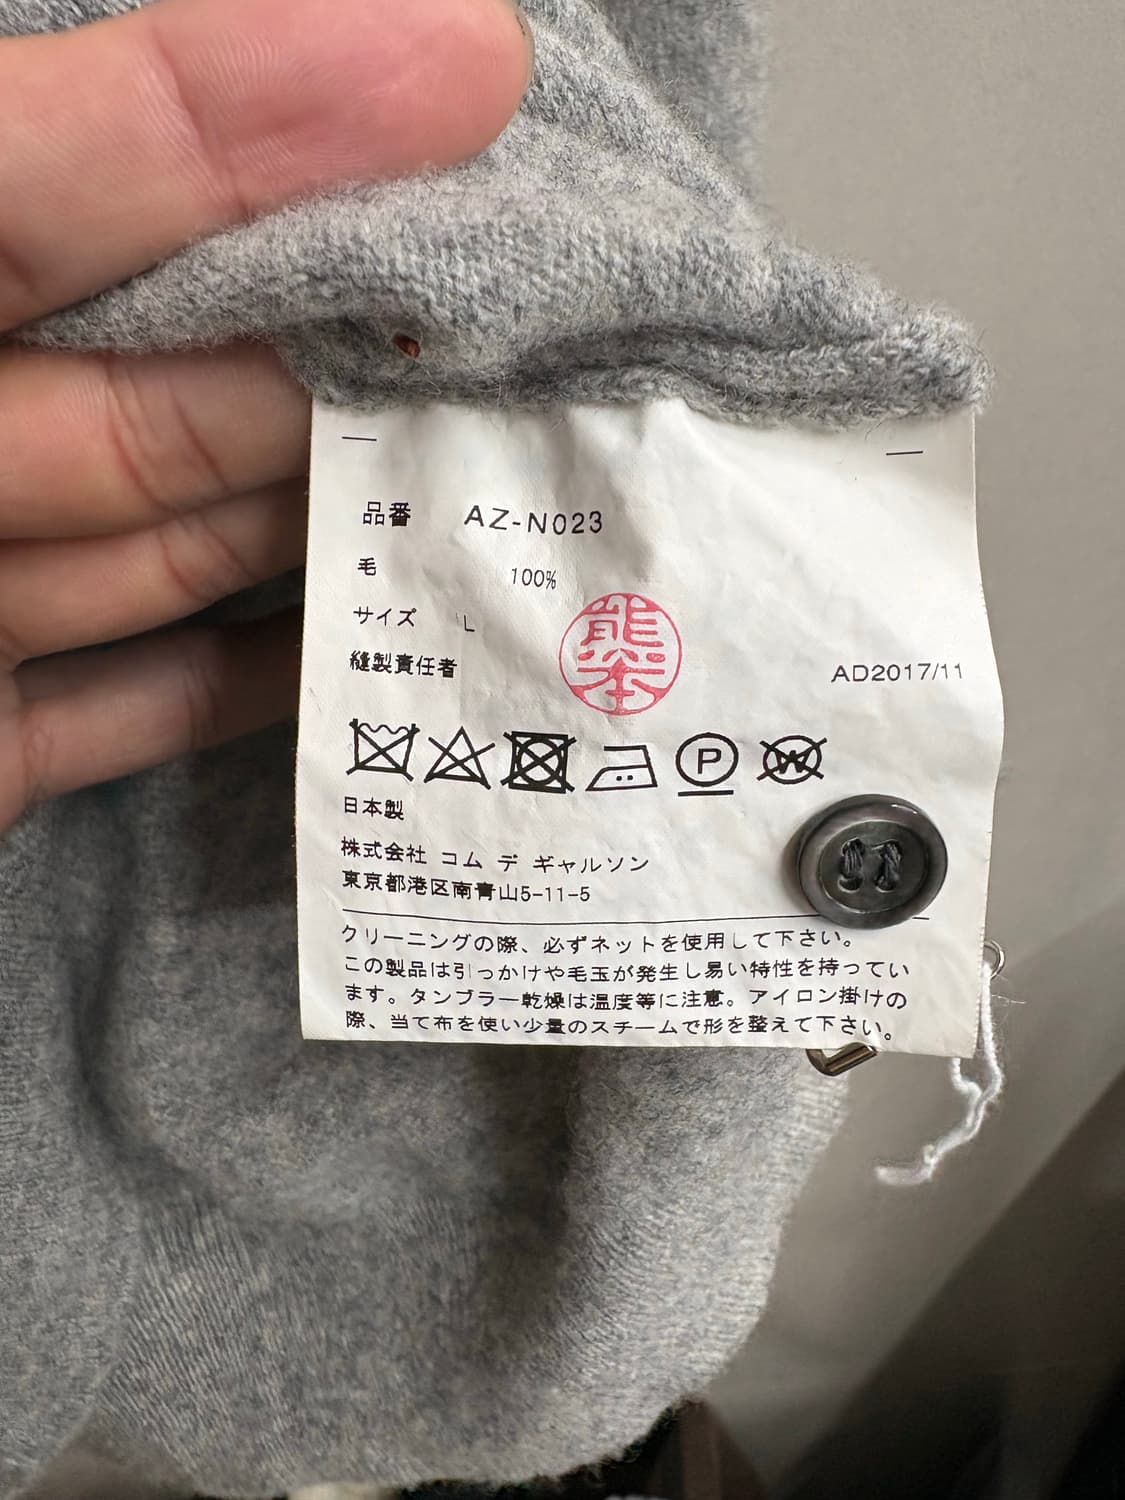 品番 AZ-N023
毛 100%
サイズ L
縫製責任者 熊本 AD2017/11
P W
日本製
株式会社 コム デ ギャルソン
東京都港区南青山5-11-5
クリーニングの際、必ずネットを使用して下さい。
この製品は引っかけや毛玉が発生し易い特性を持ってい
ます。タンブラー乾燥は温度等に注意。アイロン掛けの
際、当て布を使い少量のスチームで形を整えて下さい。